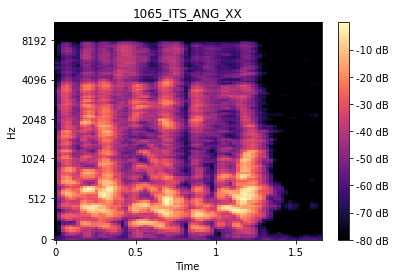 1065_ITS_ANG_XX
8192
4096
2048
1024
512
0
Hz
0
0.5
1
1.5
Time
-10 dB
-20 dB
-30 dB
-40 dB
-50 dB
-60 dB
-70 dB
-80 dB